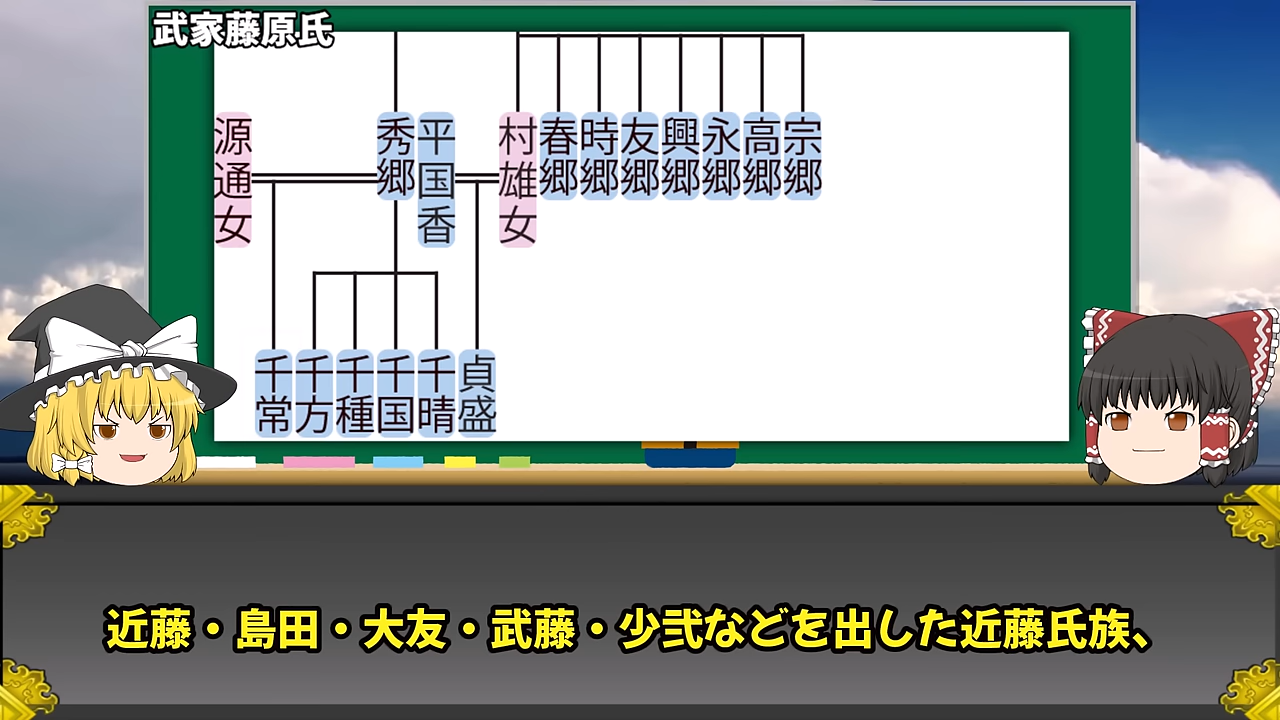 武家藤原氏
源通女
秀郷
平国香
村雄女
春郷
時郷
友郷
興郷
永郷
高郷
宗郷
千常
千方
千種
千国
千晴
貞盛
近藤・島田・大友・武藤・少弐などを出した近藤氏族、